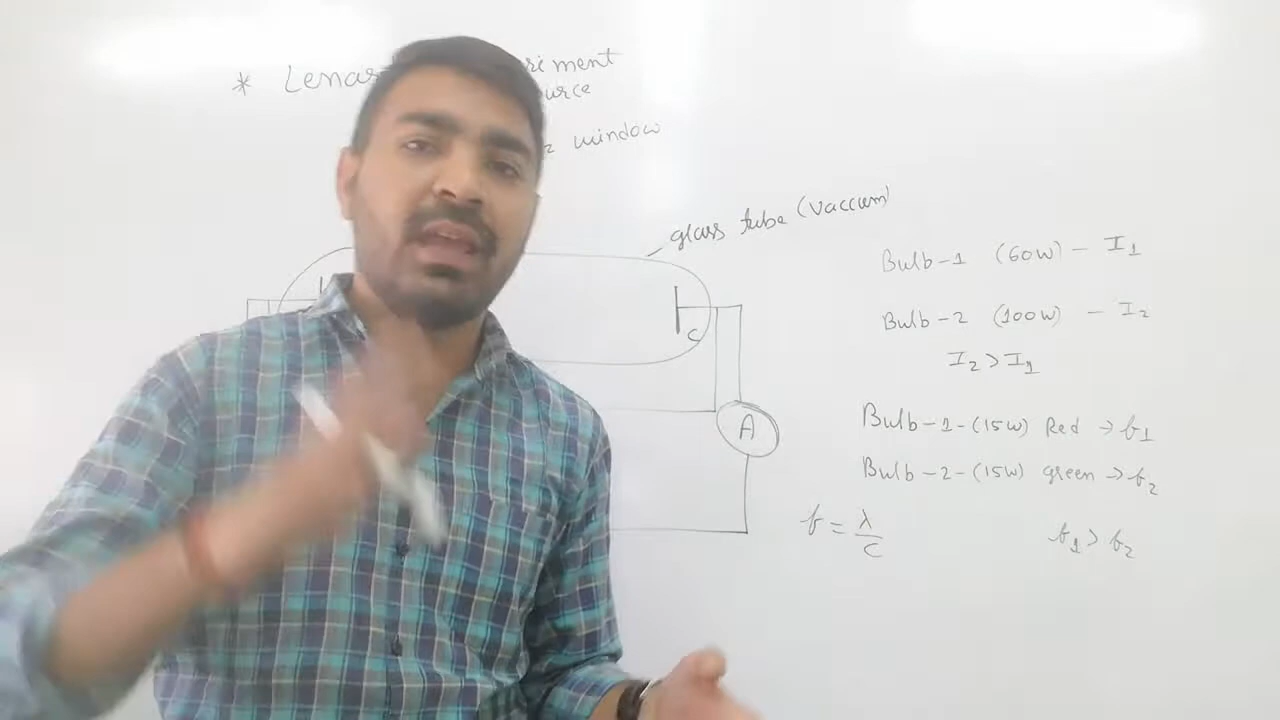 * Lenar riment
urce
z window
glass tube (vaccum)
C
A
Bulb-1 (60W) - I1
Bulb-2 (100W) - I2
I2 > I1
Bulb-1-(15W) Red → f1
Bulb-2-(15W) green → f2
f = λ/c
f1 > f2